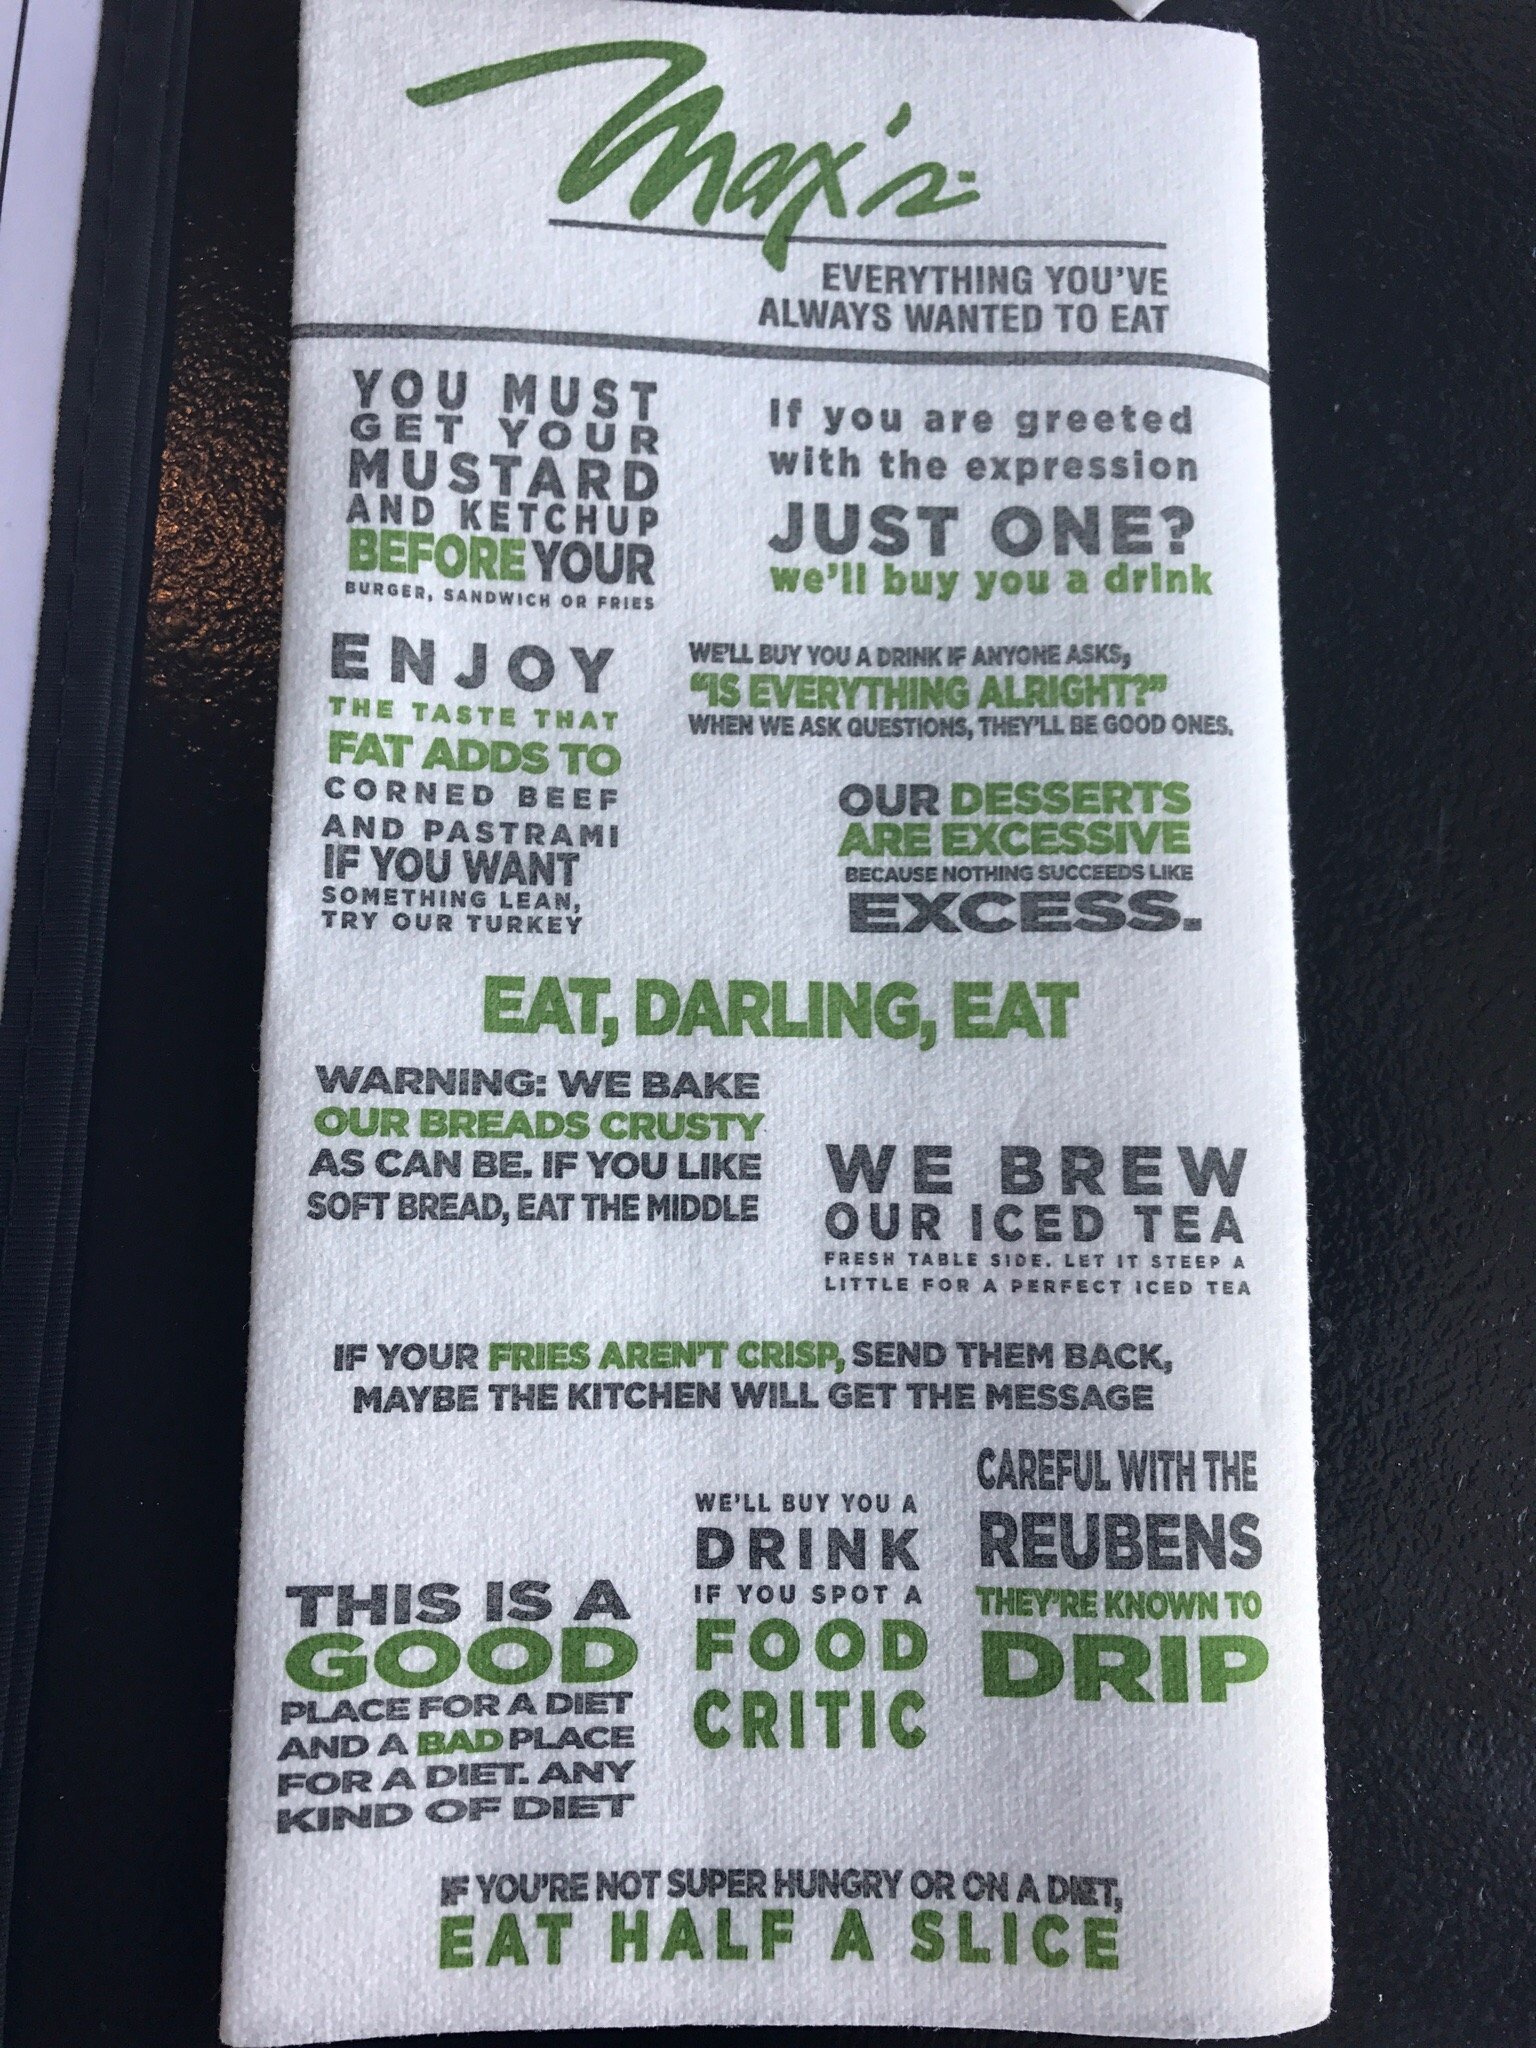 Max's™
EVERYTHING YOU'VE
ALWAYS WANTED TO EAT
YOU MUST
GET YOUR
MUSTARD
AND KETCHUP
BEFORE YOUR
BURGER, SANDWICH OR FRIES
If you are greeted
with the expression
JUST ONE?
we'll buy you a drink
ENJOY
THE TASTE THAT
FAT ADDS TO
CORNED BEEF
AND PASTRAMI
IF YOU WANT
SOMETHING LEAN,
TRY OUR TURKEY
WE'LL BUY YOU A DRINK IF ANYONE ASKS,
"IS EVERYTHING ALRIGHT?"
WHEN WE ASK QUESTIONS, THEY'LL BE GOOD ONES.
OUR DESSERTS
ARE EXCESSIVE
BECAUSE NOTHING SUCCEEDS LIKE
EXCESS.
EAT, DARLING, EAT
WARNING: WE BAKE
OUR BREADS CRUSTY
AS CAN BE. IF YOU LIKE
SOFT BREAD, EAT THE MIDDLE
WE BREW
OUR ICED TEA
FRESH TABLE SIDE. LET IT STEEP A
LITTLE FOR A PERFECT ICED TEA
IF YOUR FRIES AREN'T CRISP, SEND THEM BACK,
MAYBE THE KITCHEN WILL GET THE MESSAGE
THIS IS A
GOOD
PLACE FOR A DIET
AND A BAD PLACE
FOR A DIET. ANY
KIND OF DIET
WE'LL BUY YOU A
DRINK
IF YOU SPOT A
FOOD
CRITIC
CAREFUL WITH THE
REUBENS
THEY'RE KNOWN TO
DRIP
IF YOU'RE NOT SUPER HUNGRY OR ON A DIET,
EAT HALF A SLICE